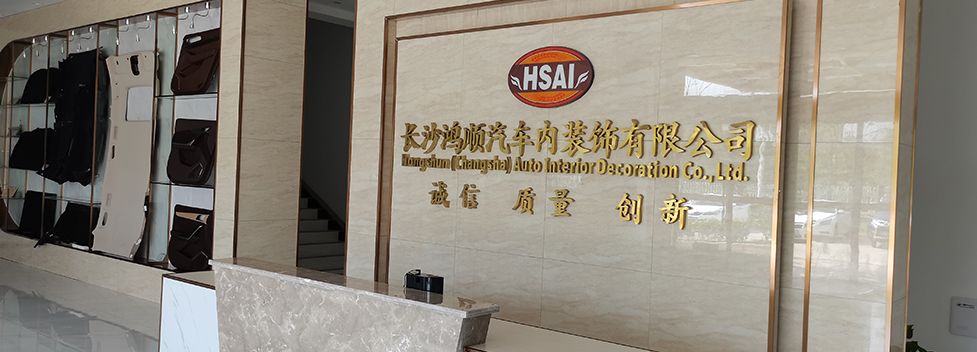 HSAI
长沙鸿顺汽车内装饰有限公司
Hongshun (Changsha) Auto Interior Decoration Co.,Ltd.
诚信 质量 创新